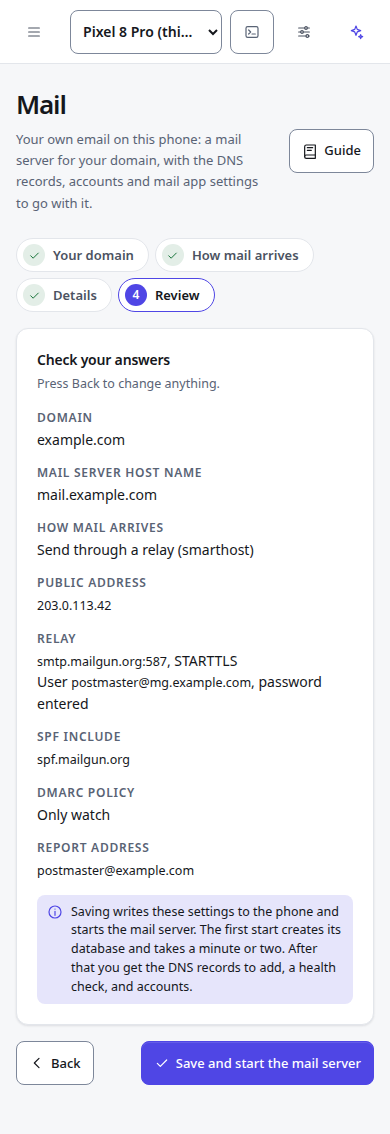 Pixel 8 Pro (thi...
Mail
Your own email on this phone: a mail
server for your domain, with the DNS
records, accounts and mail app settings
to go with it.
Guide
Your domain
How mail arrives
Details
4 Review
Check your answers
Press Back to change anything.
DOMAIN
example.com
MAIL SERVER HOST NAME
mail.example.com
HOW MAIL ARRIVES
Send through a relay (smarthost)
PUBLIC ADDRESS
203.0.113.42
RELAY
smtp.mailgun.org:587, STARTTLS
User postmaster@mg.example.com, password
entered
SPF INCLUDE
spf.mailgun.org
DMARC POLICY
Only watch
REPORT ADDRESS
postmaster@example.com
Saving writes these settings to the phone and
starts the mail server. The first start creates its
database and takes a minute or two. After
that you get the DNS records to add, a health
check, and accounts.
Back
Save and start the mail server